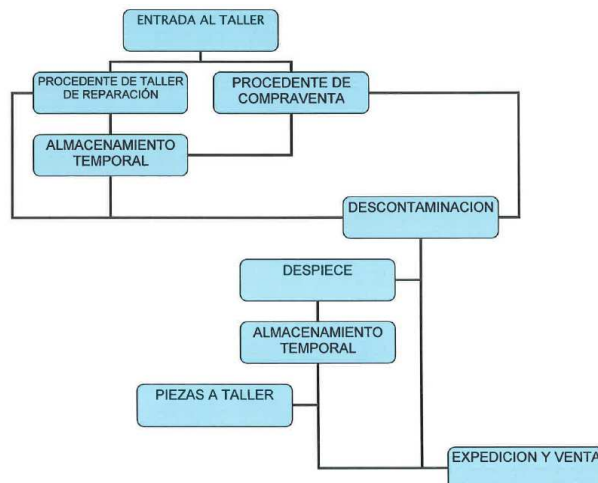 ENTRADA AL TALLER
PROCEDENTE DE TALLER
DE REPARACIÓN
PROCEDENTE DE
COMPRAVENTA
ALMACENAMIENTO
TEMPORAL
DESCONTAMINACION
DESPIECE
ALMACENAMIENTO
TEMPORAL
PIEZAS A TALLER
EXPEDICION Y VENTA